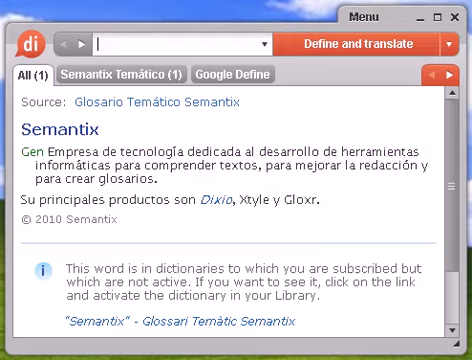 Menu
di
Define and translate
All (1)
Semantix Temático (1)
Google Define
Source: Glosario Temático Semantix
Semantix
Gen Empresa de tecnología dedicada al desarrollo de herramientas
informáticas para comprender textos, para mejorar la redacción y
para crear glosarios.
Su principales producton son Dixio, Xtyle y Gloxr.
© 2010 Semantix
i
This word is in dictionaries to which you are subscribed but
which are not active. If you want to see it, click on the link
and activate the dictionary in your Library.
"Semantix" - Glossari Temàtic Semantix